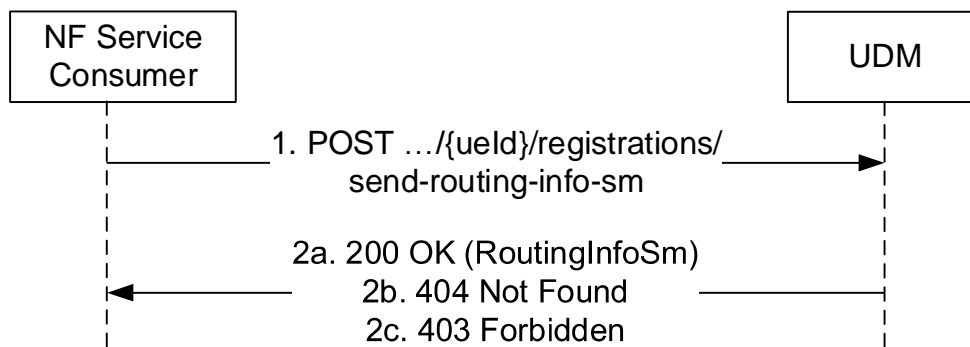 NF Service
Consumer
UDM
1. POST …/{ueId}/registrations/
send-routing-info-sm
2a. 200 OK (RoutingInfoSm)
2b. 404 Not Found
2c. 403 Forbidden